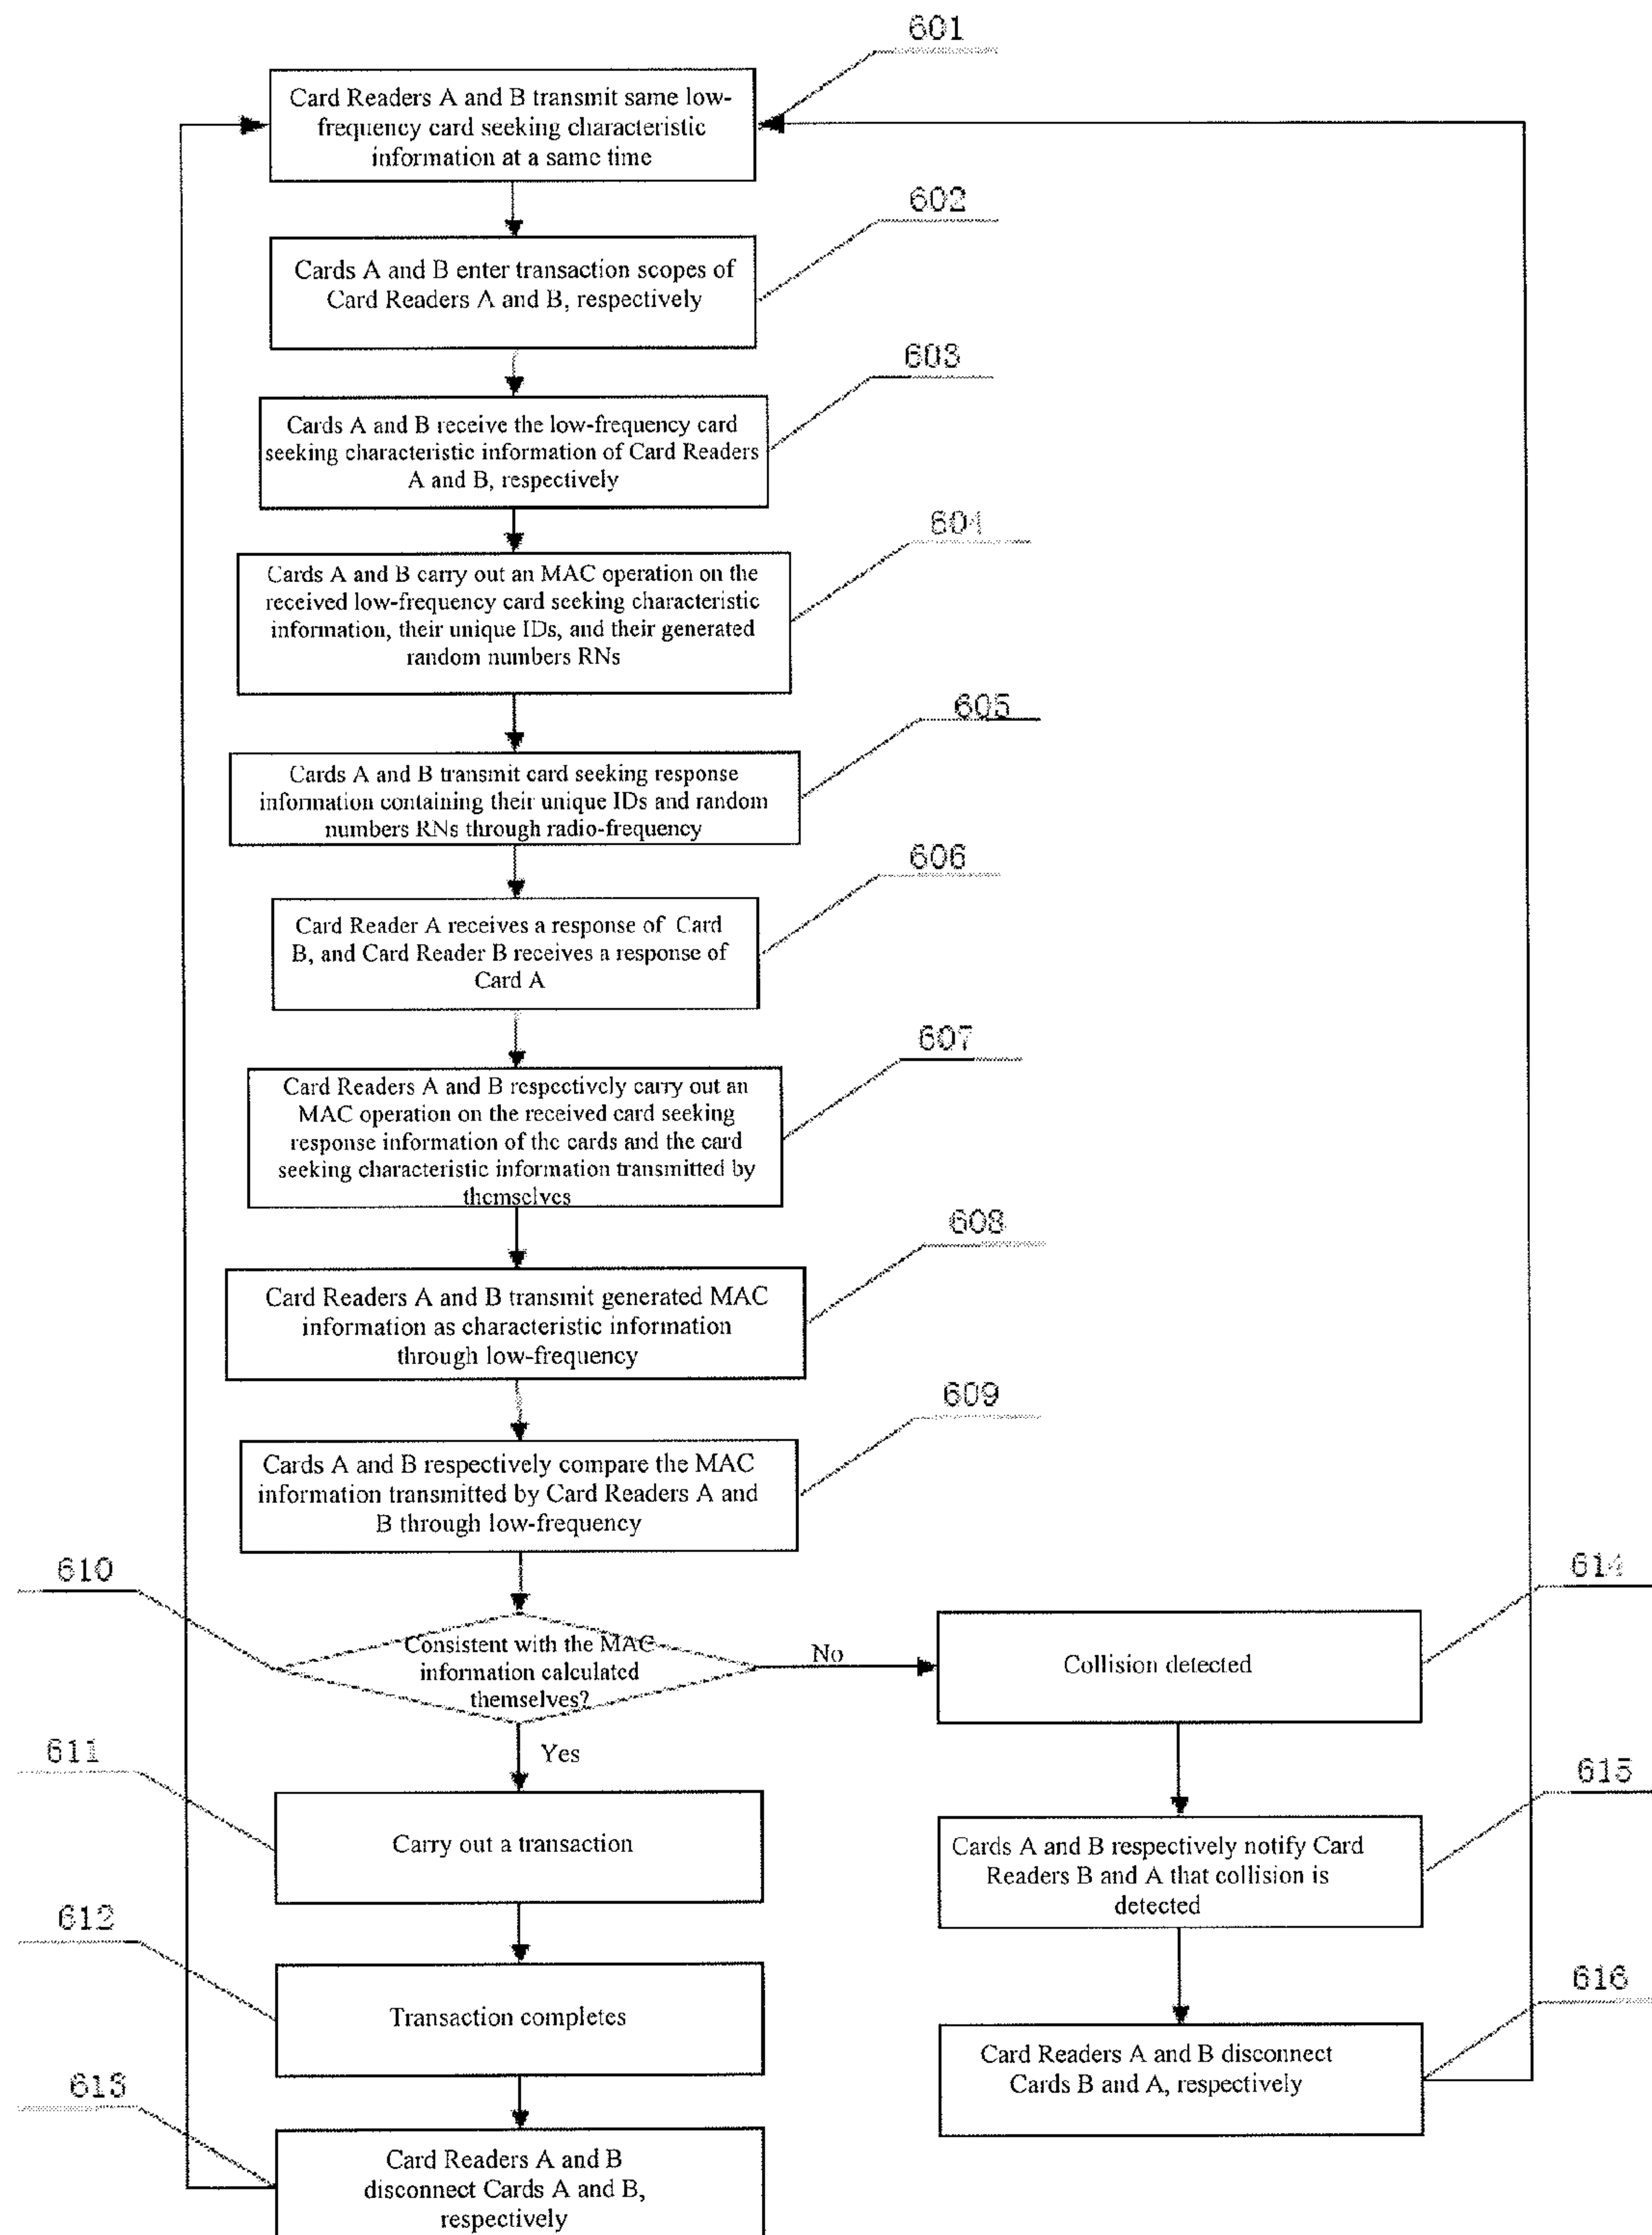 601
Card Readers A and B transmit same low-
frequency card seeking characteristic
information at a same time
602
Cards A and B enter transaction scopes of
Card Readers A and B, respectively
603
Cards A and B receive the low-frequency card
seeking characteristic information of Card Readers
A and B, respectively
604
Cards A and B carry out an MAC operation on the
received low-frequency card seeking characteristic
information, their unique IDs, and their generated
random numbers RNs
605
Cards A and B transmit card seeking response
information containing their unique IDs and random
numbers RNs through radio-frequency
606
Card Reader A receives a response of Card
B, and Card Reader B receives a response of
Card A
607
Card Readers A and B respectively carry out an
MAC operation on the received card seeking
response information of the cards and the card
seeking characteristic information transmitted by
themselves
608
Card Readers A and B transmit generated MAC
information as characteristic information
through low-frequency
609
Cards A and B respectively compare the MAC
information transmitted by Card Readers A and
B through low-frequency
610
Consistent with the MAC
information calculated
themselves?
No
614
Collision detected
Yes
611
Carry out a transaction
615
Cards A and B respectively notify Card
Readers B and A that collision is
detected
612
Transaction completes
616
Card Readers A and B disconnect
Cards B and A, respectively
613
Card Readers A and B
disconnect Cards A and B,
respectively